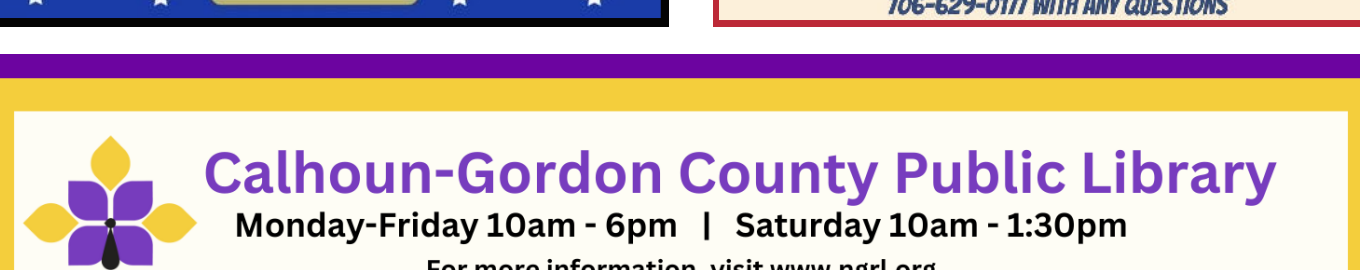 706-629-0177 WITH ANY QUESTIONS
Calhoun-Gordon County Public Library
Monday-Friday 10am - 6pm | Saturday 10am - 1:30pm
For more information, visit www.ngrl.org